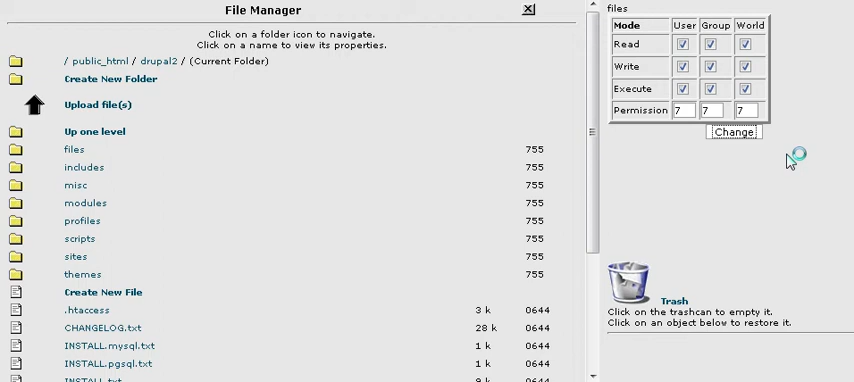 File Manager
Click on a folder icon to navigate.
Click on a name to view its properties.
/ public_html / drupal2 / (Current Folder)
Create New Folder
Upload file(s)
Up one level
files 755
includes 755
misc 755
modules 755
profiles 755
scripts 755
sites 755
themes 755
Create New File
.htaccess 3 k 0644
CHANGELOG.txt 28 k 0644
INSTALL.mysql.txt 1 k 0644
INSTALL.pgsql.txt 1 k 0644
INSTALL.txt 9 k 0644
files
Mode User Group World
Read
Write
Execute
Permission 7 7 7
Change
Trash
Click on the trashcan to empty it.
Click on an object below to restore it.